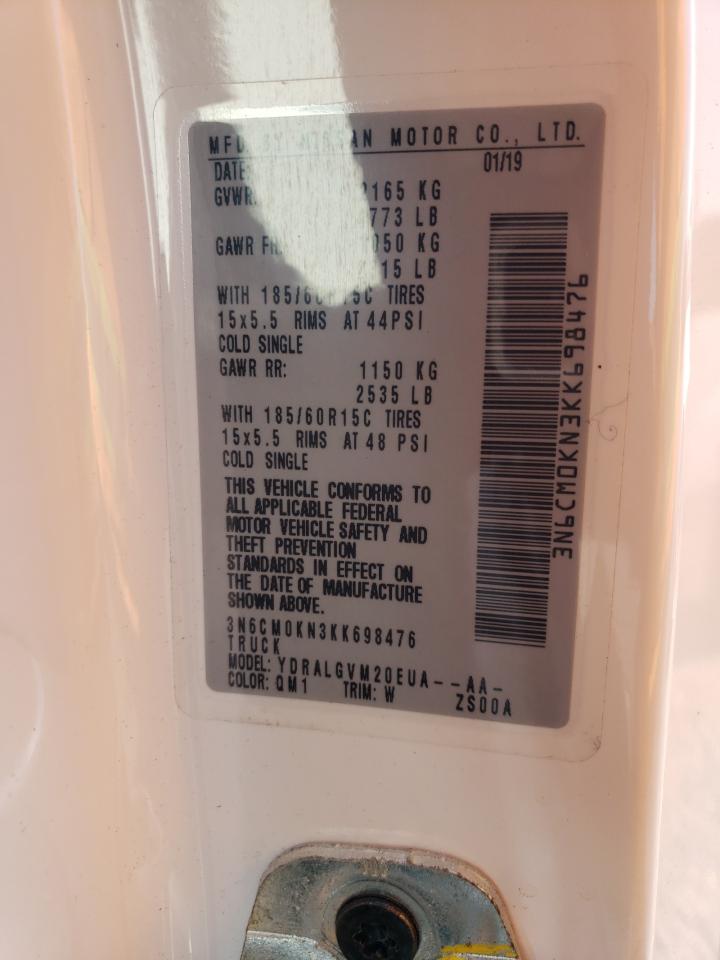 MFD. BY NISSAN MOTOR CO., LTD.
DATE: 01/19
GVWR: 2165 KG
773 LB
GAWR FR 050 KG
15 LB
WITH 185/60R15C TIRES
15x5.5 RIMS AT 44PSI
COLD SINGLE
GAWR RR: 1150 KG
2535 LB
WITH 185/60R15C TIRES
15x5.5 RIMS AT 48 PSI
COLD SINGLE
THIS VEHICLE CONFORMS TO
ALL APPLICABLE FEDERAL
MOTOR VEHICLE SAFETY AND
THEFT PREVENTION
STANDARDS IN EFFECT ON
THE DATE OF MANUFACTURE
SHOWN ABOVE.
3N6CM0KN3KK698476
TRUCK
MODEL: YDRALGVM20EUA--AA-
COLOR: QM1 TRIM: W ZS00A
3N6CM0KN3KK698476